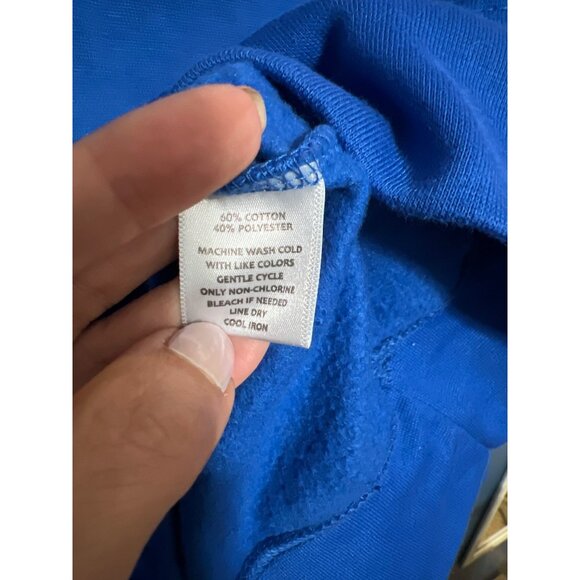 60% COTTON
40% POLYESTER
MACHINE WASH COLD
WITH LIKE COLORS
GENTLE CYCLE
ONLY NON-CHLORINE
BLEACH IF NEEDED
LINE DRY
COOL IRON